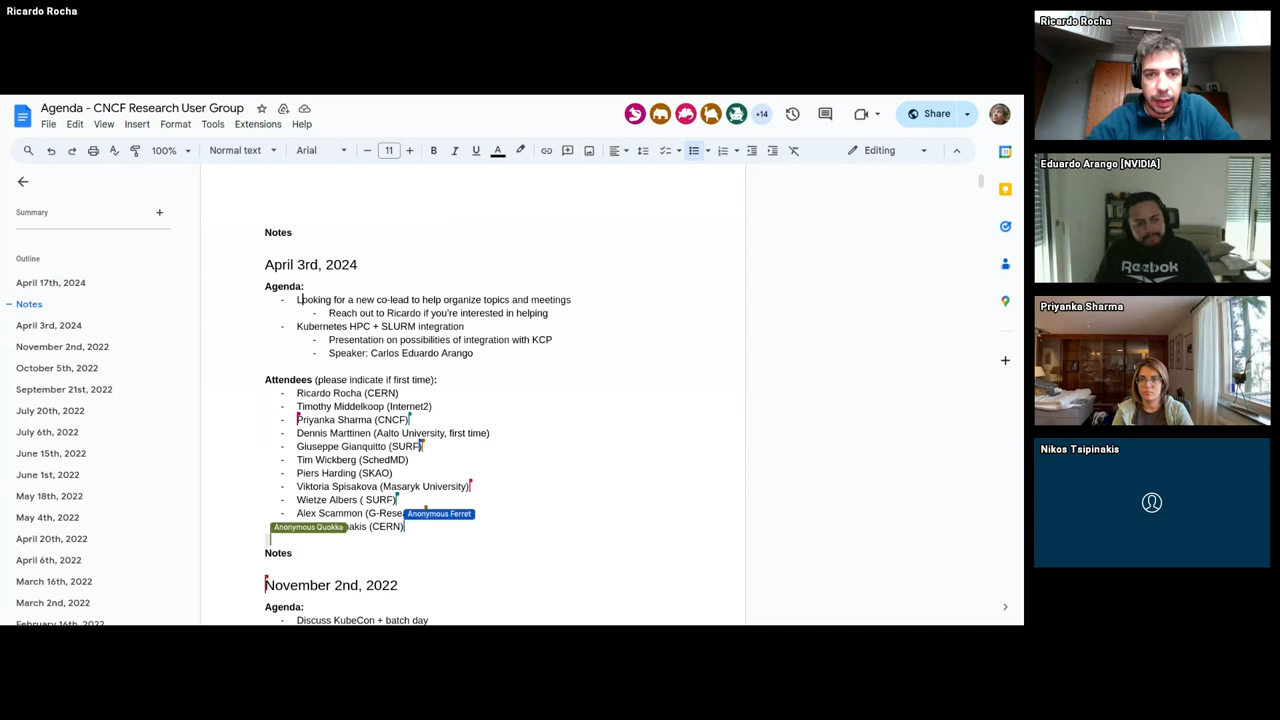 Ricardo Rocha
Agenda - CNCF Research User Group
File Edit View Insert Format Tools Extensions Help
+14
Share
100% Normal text Arial 11 Editing
Summary
Outline
April 17th, 2024
Notes
April 3rd, 2024
November 2nd, 2022
October 5th, 2022
September 21st, 2022
July 20th, 2022
July 6th, 2022
June 15th, 2022
June 1st, 2022
May 18th, 2022
May 4th, 2022
April 20th, 2022
April 6th, 2022
March 16th, 2022
March 2nd, 2022
February 16th, 2022
Notes
April 3rd, 2024
Agenda:
- Looking for a new co-lead to help organize topics and meetings
- Reach out to Ricardo if you're interested in helping
- Kubernetes HPC + SLURM integration
- Presentation on possibilities of integration with KCP
- Speaker: Carlos Eduardo Arango
Attendees (please indicate if first time):
- Ricardo Rocha (CERN)
- Timothy Middelkoop (Internet2)
- Priyanka Sharma (CNCF)
- Dennis Marttinen (Aalto University, first time)
- Giuseppe Gianquitto (SURF)
- Tim Wickberg (SchedMD)
- Piers Harding (SKAO)
- Viktoria Spisakova (Masaryk University)
- Wietze Albers ( SURF)
- Alex Scammon (G-Resea
Anonymous Ferret
Anonymous Quokka
akis (CERN)
Notes
November 2nd, 2022
Agenda:
- Discuss KubeCon + batch day
Ricardo Rocha
Eduardo Arango [NVIDIA]
Reebok
Priyanka Sharma
Nikos Tsipinakis